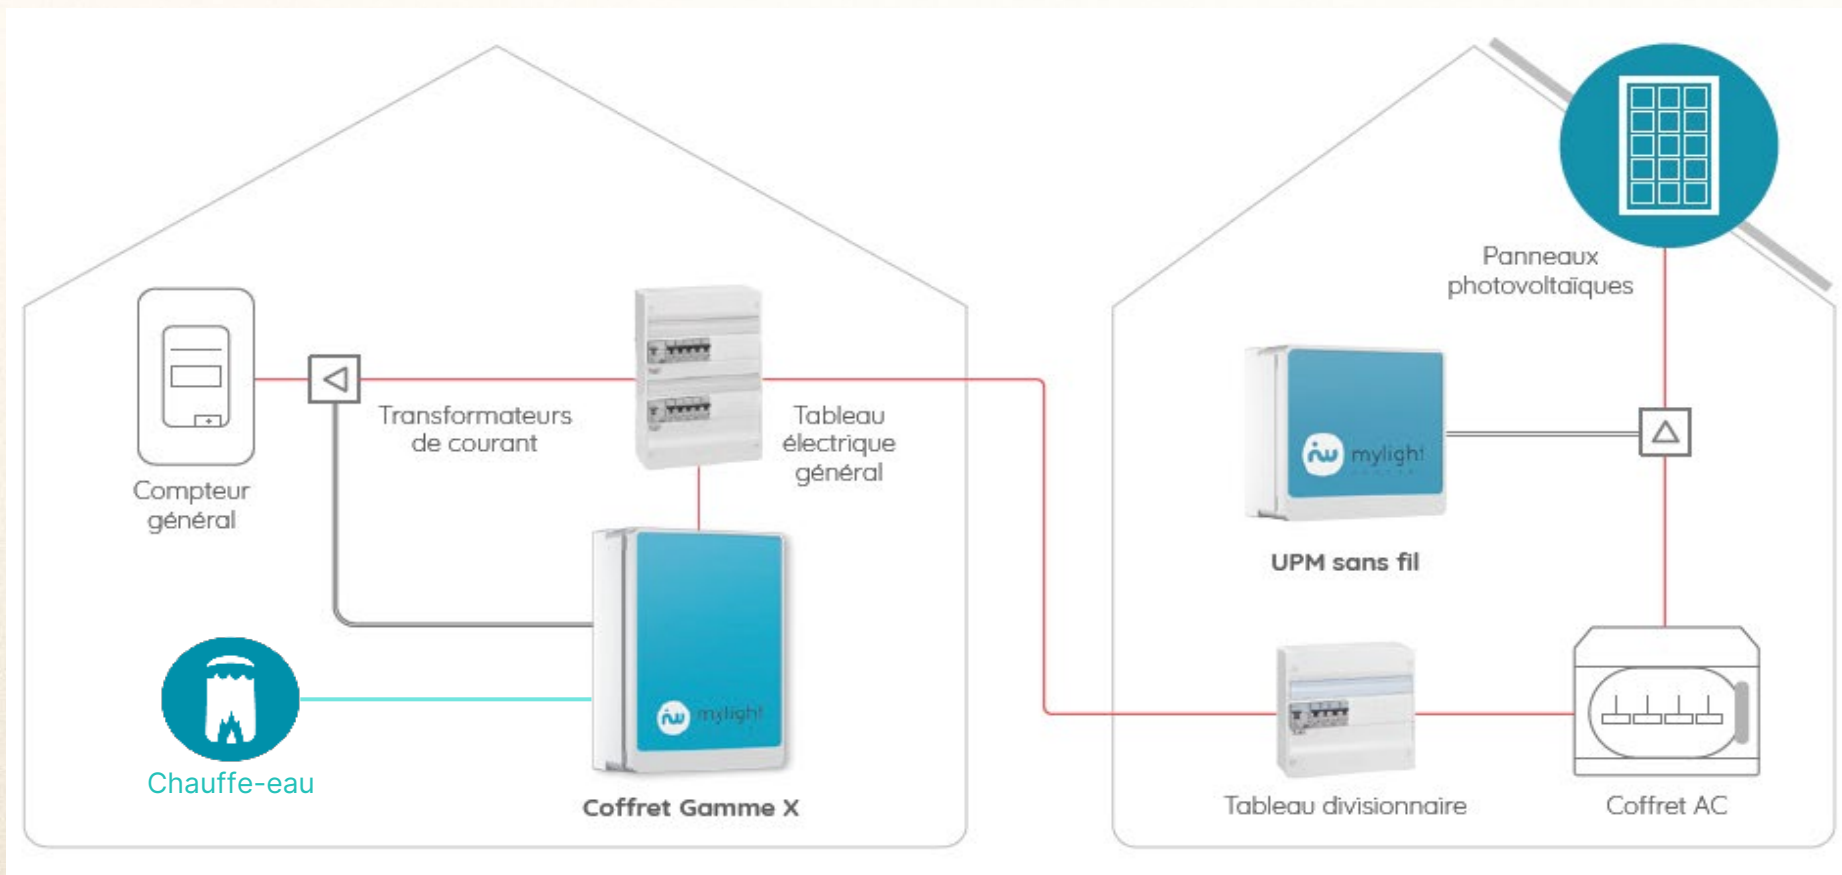 Panneaux
photovoltaïques
Transformateurs
de courant
Tableau
électrique
général
Compteur
général
mylight
UPM sans fil
mylight
Chauffe-eau
Coffret Gamme X
Tableau divisionnaire
Coffret AC